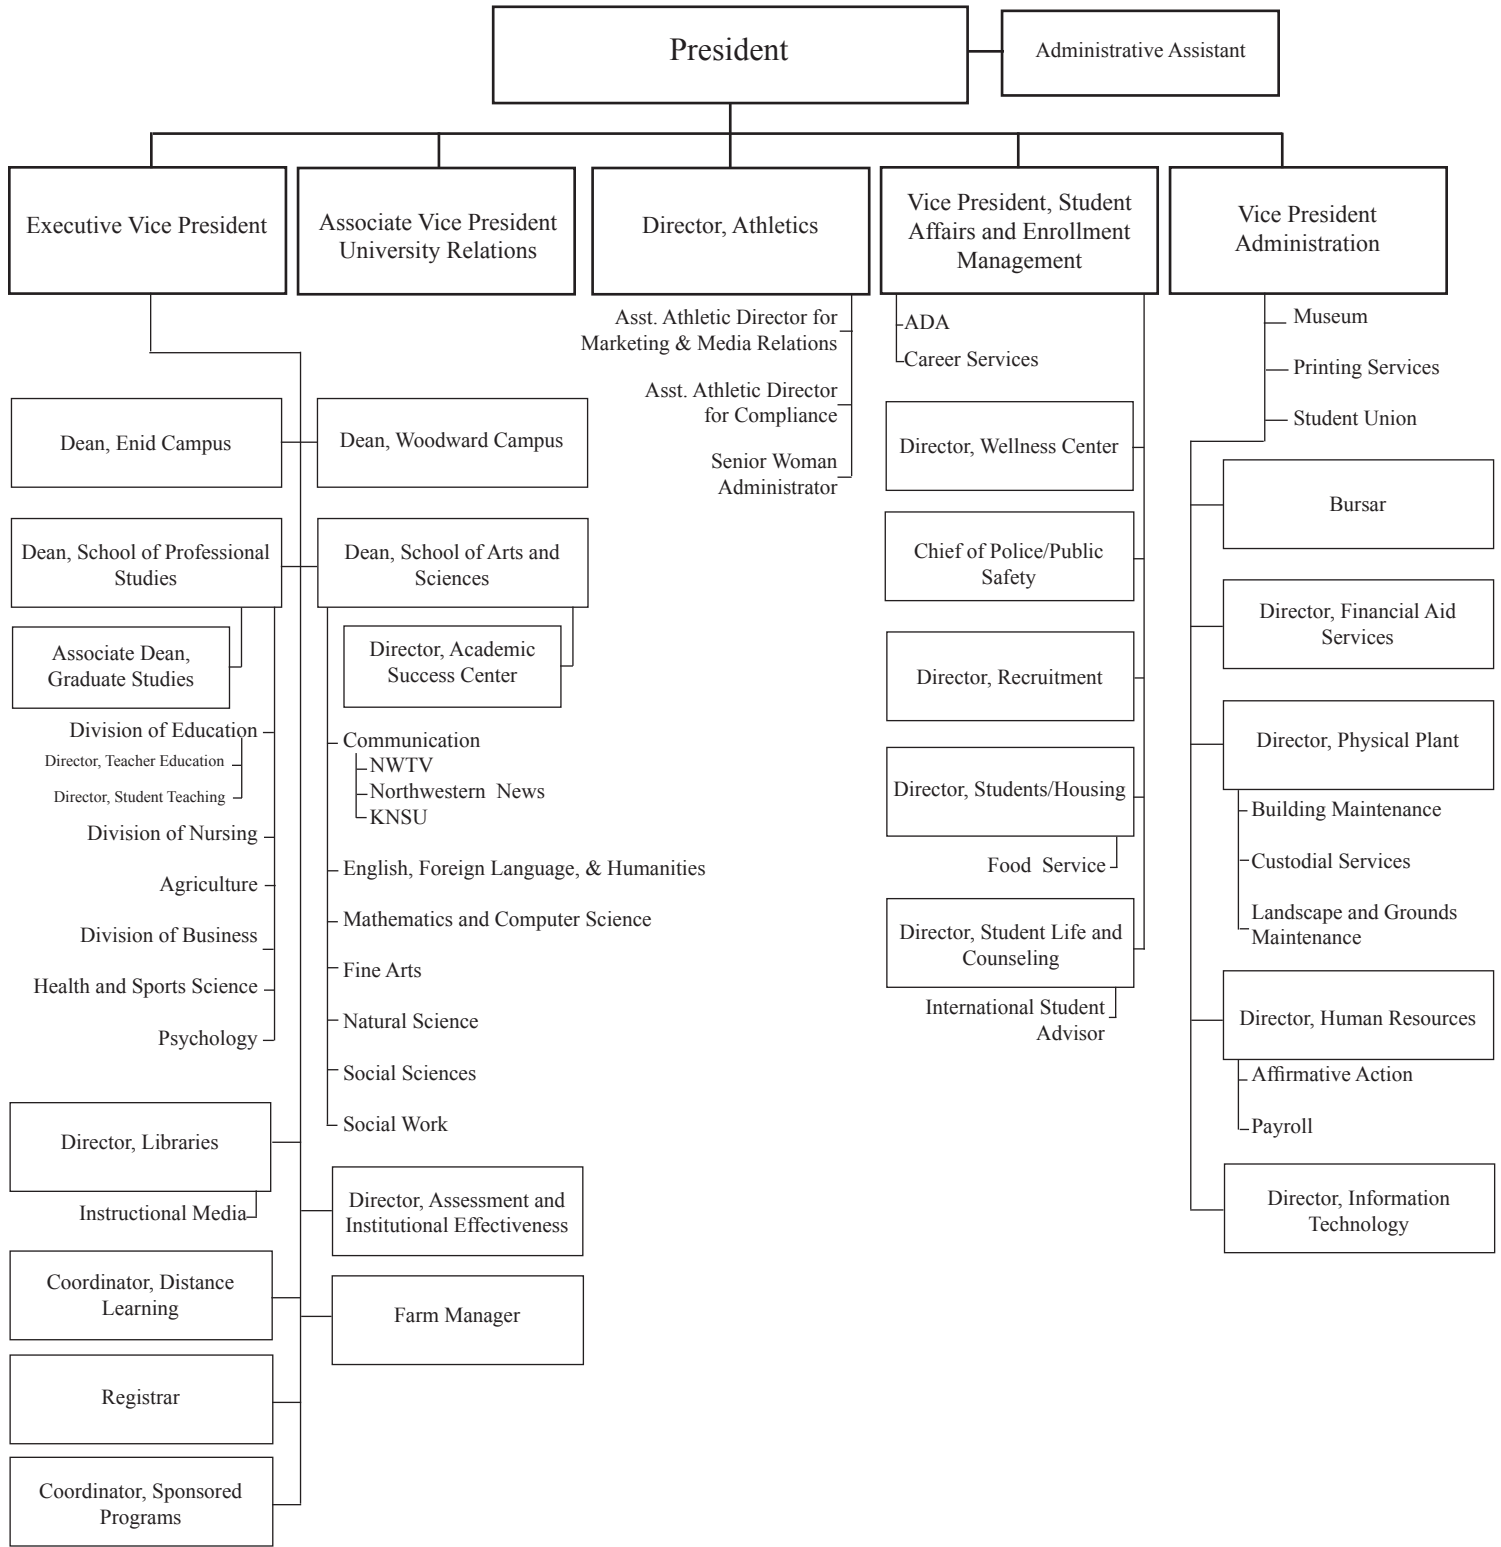 President
Administrative Assistant
Executive Vice President
Associate Vice President
University Relations
Director, Athletics
Vice President, Student
Affairs and Enrollment
Management
Vice President
Administration
Asst. Athletic Director for
Marketing & Media Relations
Asst. Athletic Director
for Compliance
Senior Woman
Administrator
ADA
Career Services
Museum
Printing Services
Student Union
Dean, Enid Campus
Dean, Woodward Campus
Dean, School of Professional
Studies
Dean, School of Arts and
Sciences
Associate Dean,
Graduate Studies
Director, Academic
Success Center
Division of Education
Director, Teacher Education
Director, Student Teaching
Division of Nursing
Agriculture
Division of Business
Health and Sports Science
Psychology
Communication
NWTV
Northwestern News
KNSU
English, Foreign Language, & Humanities
Mathematics and Computer Science
Fine Arts
Natural Science
Social Sciences
Social Work
Director, Libraries
Instructional Media
Director, Assessment and
Institutional Effectiveness
Coordinator, Distance
Learning
Farm Manager
Registrar
Coordinator, Sponsored
Programs
Director, Wellness Center
Chief of Police/Public
Safety
Director, Recruitment
Director, Students/Housing
Food Service
Director, Student Life and
Counseling
International Student
Advisor
Bursar
Director, Financial Aid
Services
Director, Physical Plant
Building Maintenance
Custodial Services
Landscape and Grounds
Maintenance
Director, Human Resources
Affirmative Action
Payroll
Director, Information
Technology